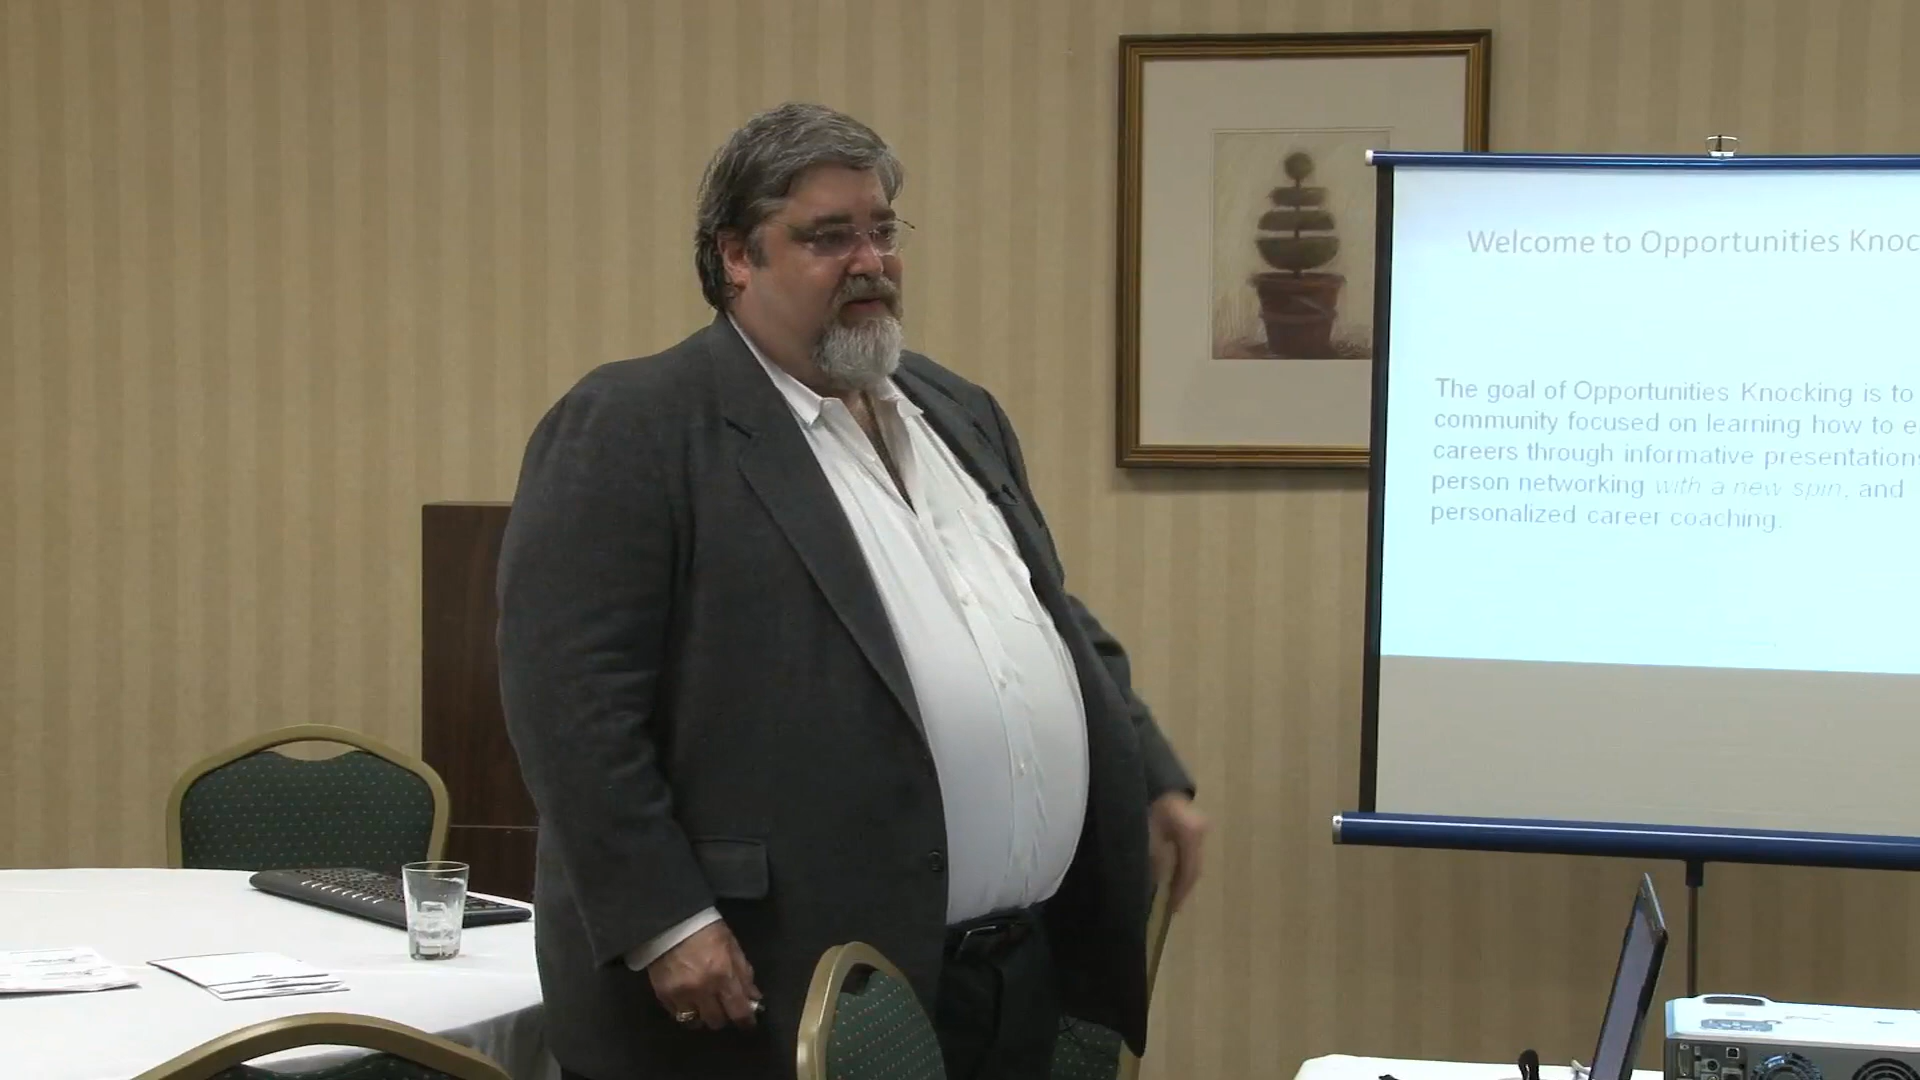 Welcome to Opportunities Knoc
The goal of Opportunities Knocking is to
community focused on learning how to e
careers through informative presentations
person networking with a new spin, and
personalized career coaching.